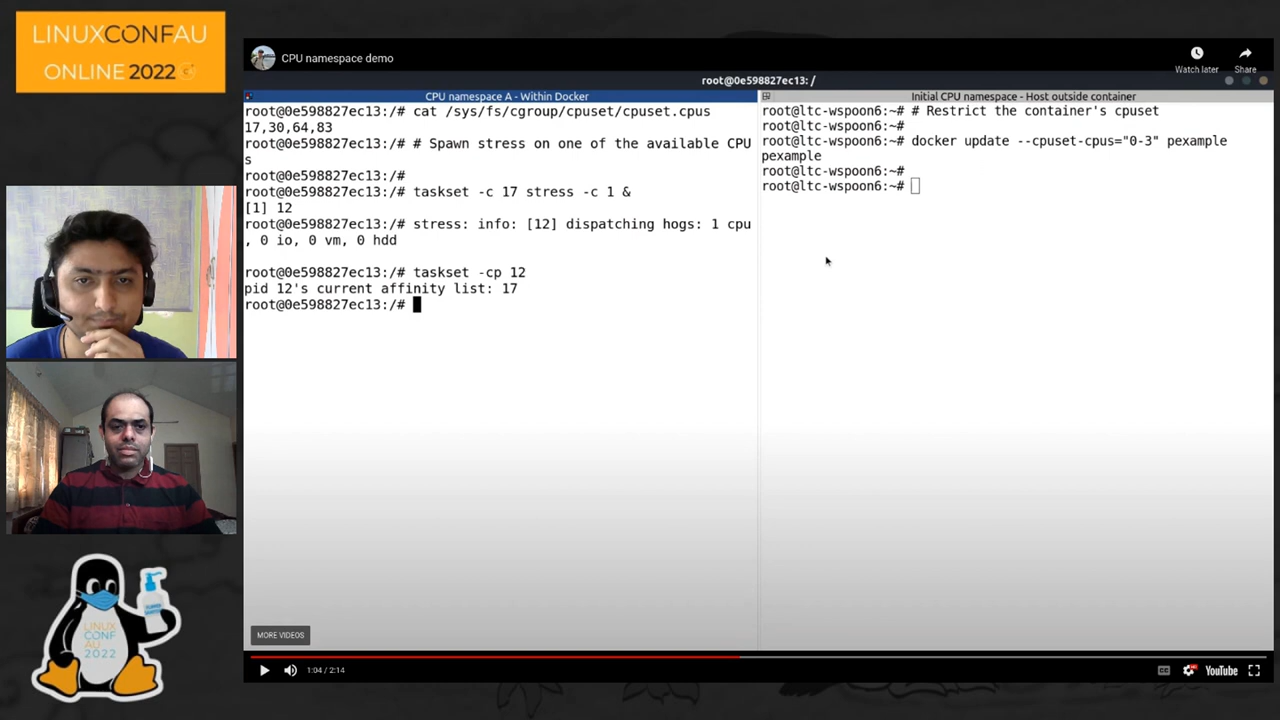 LINUXCONFAU
ONLINE 2022
CPU namespace demo
Watch later
Share
root@0e598827ec13: /
CPU namespace A - Within Docker
root@0e598827ec13:/# cat /sys/fs/cgroup/cpuset/cpuset.cpus
17,30,64,83
root@0e598827ec13:/# # Spawn stress on one of the available CPU
s
root@0e598827ec13:/#
root@0e598827ec13:/# taskset -c 17 stress -c 1 &
[1] 12
root@0e598827ec13:/# stress: info: [12] dispatching hogs: 1 cpu
, 0 io, 0 vm, 0 hdd
root@0e598827ec13:/# taskset -cp 12
pid 12's current affinity list: 17
root@0e598827ec13:/#
Initial CPU namespace - Host outside container
root@ltc-wspoon6:~# # Restrict the container's cpuset
root@ltc-wspoon6:~#
root@ltc-wspoon6:~# docker update --cpuset-cpus="0-3" pexample
pexample
root@ltc-wspoon6:~#
root@ltc-wspoon6:~#
MORE VIDEOS
1:04 / 2:14
CC
YouTube
LINUX
CONF
AU
2022